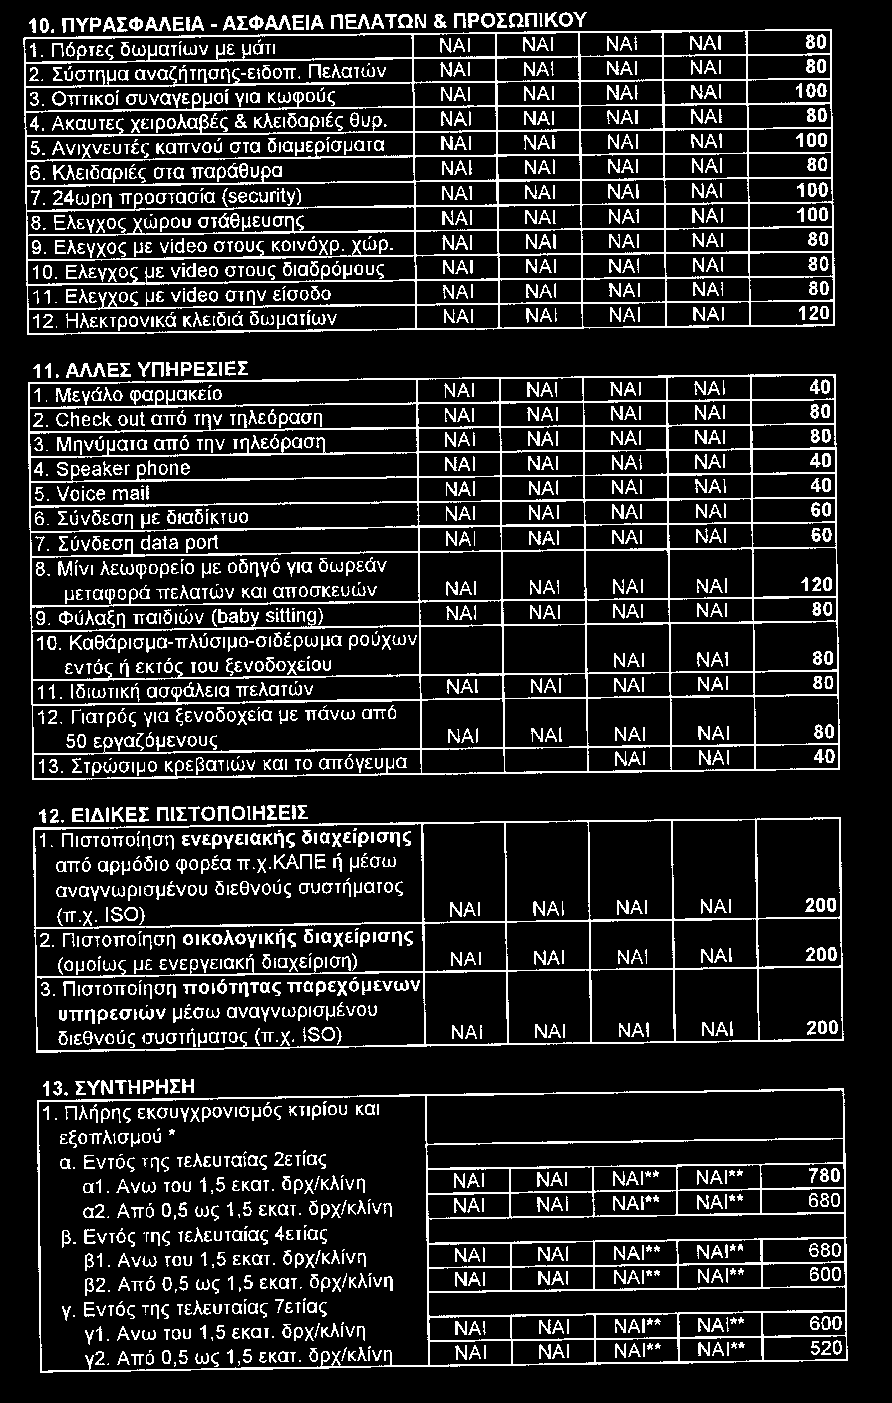 10. ΠΥΡΑΣΦΑΛΕΙΑ - ΑΣΦΑΛΕΙΑ ΠΕΛΑΤΩΝ & ΠΡΟΣΩΠΙΚΟΥ
1. Πόρτες δωματίων με μάτι ΝΑΙ ΝΑΙ ΝΑΙ ΝΑΙ 80
2. Σύστημα αναζήτησης-ειδοπ. Πελατών ΝΑΙ ΝΑΙ ΝΑΙ ΝΑΙ 80
3. Οπτικοί συναγερμοί για κωφούς ΝΑΙ ΝΑΙ ΝΑΙ ΝΑΙ 100
4. Ακαυτες χειρολαβές & κλειδαριές θυρ. ΝΑΙ ΝΑΙ ΝΑΙ ΝΑΙ 80
5. Ανιχνευτές καπνού στα διαμερίσματα ΝΑΙ ΝΑΙ ΝΑΙ ΝΑΙ 100
6. Κλειδαριές στα παράθυρα ΝΑΙ ΝΑΙ ΝΑΙ ΝΑΙ 80
7. 24ωρη προστασία (security) ΝΑΙ ΝΑΙ ΝΑΙ ΝΑΙ 100
8. Ελεγχος χώρου στάθμευσης ΝΑΙ ΝΑΙ ΝΑΙ ΝΑΙ 100
9. Ελεγχος με video στους κοινόχρ. χώρ. ΝΑΙ ΝΑΙ ΝΑΙ ΝΑΙ 80
10. Ελεγχος με video στους διαδρόμους ΝΑΙ ΝΑΙ ΝΑΙ ΝΑΙ 80
11. Ελεγχος με video στην είσοδο ΝΑΙ ΝΑΙ ΝΑΙ ΝΑΙ 80
12. Ηλεκτρονικά κλειδιά δωματίων ΝΑΙ ΝΑΙ ΝΑΙ ΝΑΙ 120
11. ΑΛΛΕΣ ΥΠΗΡΕΣΙΕΣ
1. Μεγάλο φαρμακείο ΝΑΙ ΝΑΙ ΝΑΙ ΝΑΙ 40
2. Check out από την τηλεόραση ΝΑΙ ΝΑΙ ΝΑΙ ΝΑΙ 80
3. Μηνύματα από την τηλεόραση ΝΑΙ ΝΑΙ ΝΑΙ ΝΑΙ 80
4. Speaker phone ΝΑΙ ΝΑΙ ΝΑΙ ΝΑΙ 40
5. Voice mail ΝΑΙ ΝΑΙ ΝΑΙ ΝΑΙ 40
6. Σύνδεση με διαδίκτυο ΝΑΙ ΝΑΙ ΝΑΙ ΝΑΙ 60
7. Σύνδεση data port ΝΑΙ ΝΑΙ ΝΑΙ ΝΑΙ 60
8. Μίνι λεωφορείο με οδηγό για δωρεάν
μεταφορά πελατών και αποσκευών ΝΑΙ ΝΑΙ ΝΑΙ ΝΑΙ 120
9. Φύλαξη παιδιών (baby sitting) ΝΑΙ ΝΑΙ ΝΑΙ ΝΑΙ 80
10. Καθάρισμα-πλύσιμο-σιδέρωμα ρούχων
εντός ή εκτός του ξενοδοχείου ΝΑΙ ΝΑΙ 80
11. Ιδιωτική ασφάλεια πελατών ΝΑΙ ΝΑΙ ΝΑΙ ΝΑΙ 80
12. Γιατρός για ξενοδοχεία με πάνω από
50 εργαζόμενους ΝΑΙ ΝΑΙ ΝΑΙ ΝΑΙ 80
13. Στρώσιμο κρεβατιών και το απόγευμα ΝΑΙ ΝΑΙ 40
12. ΕΙΔΙΚΕΣ ΠΙΣΤΟΠΟΙΗΣΕΙΣ
1. Πιστοποίηση ενεργειακής διαχείρισης
από αρμόδιο φορέα π.χ.ΚΑΠΕ ή μέσω
αναγνωρισμένου διεθνούς συστήματος
(π.χ. ISO) ΝΑΙ ΝΑΙ ΝΑΙ ΝΑΙ 200
2. Πιστοποίηση οικολογικής διαχείρισης
(ομοίως με ενεργειακή διαχείριση) ΝΑΙ ΝΑΙ ΝΑΙ ΝΑΙ 200
3. Πιστοποίηση ποιότητας παρεχόμενων
υπηρεσιών μέσω αναγνωρισμένου
διεθνούς συστήματος (π.χ. ISO) ΝΑΙ ΝΑΙ ΝΑΙ ΝΑΙ 200
13. ΣΥΝΤΗΡΗΣΗ
1. Πλήρης εκσυγχρονισμός κτιρίου και
εξοπλισμού *
α. Εντός της τελευταίας 2ετίας
α1. Ανω του 1,5 εκατ. δρχ/κλίνη ΝΑΙ ΝΑΙ ΝΑΙ** ΝΑΙ** 780
α2. Από 0,5 ως 1,5 εκατ. δρχ/κλίνη ΝΑΙ ΝΑΙ ΝΑΙ** ΝΑΙ** 680
β. Εντός της τελευταίας 4ετίας
β1. Ανω του 1,5 εκατ. δρχ/κλίνη ΝΑΙ ΝΑΙ ΝΑΙ** ΝΑΙ** 680
β2. Από 0,5 ως 1,5 εκατ. δρχ/κλίνη ΝΑΙ ΝΑΙ ΝΑΙ** ΝΑΙ** 600
γ. Εντός της τελευταίας 7ετίας
γ1. Ανω του 1,5 εκατ. δρχ/κλίνη ΝΑΙ ΝΑΙ ΝΑΙ** ΝΑΙ** 600
γ2. Από 0,5 ως 1,5 εκατ. δρχ/κλίνη ΝΑΙ ΝΑΙ ΝΑΙ** ΝΑΙ** 520